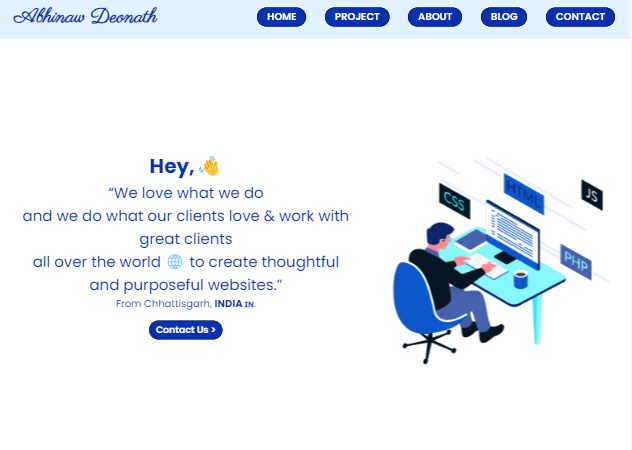 Abhinaw Deonath
HOME PROJECT ABOUT BLOG CONTACT
Hey, 👋
“We love what we do
and we do what our clients love & work with
great clients
all over the world 🌐 to create thoughtful
and purposeful websites.”
From Chhattisgarh, INDIA IN.
Contact Us >
CSS
HTML
JS
PHP